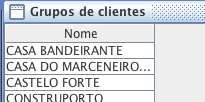 Grupos de clientes
Nome
CASA BANDEIRANTE
CASA DO MARCENEIRO...
CASTELO FORTE
CONSTRUPORTO